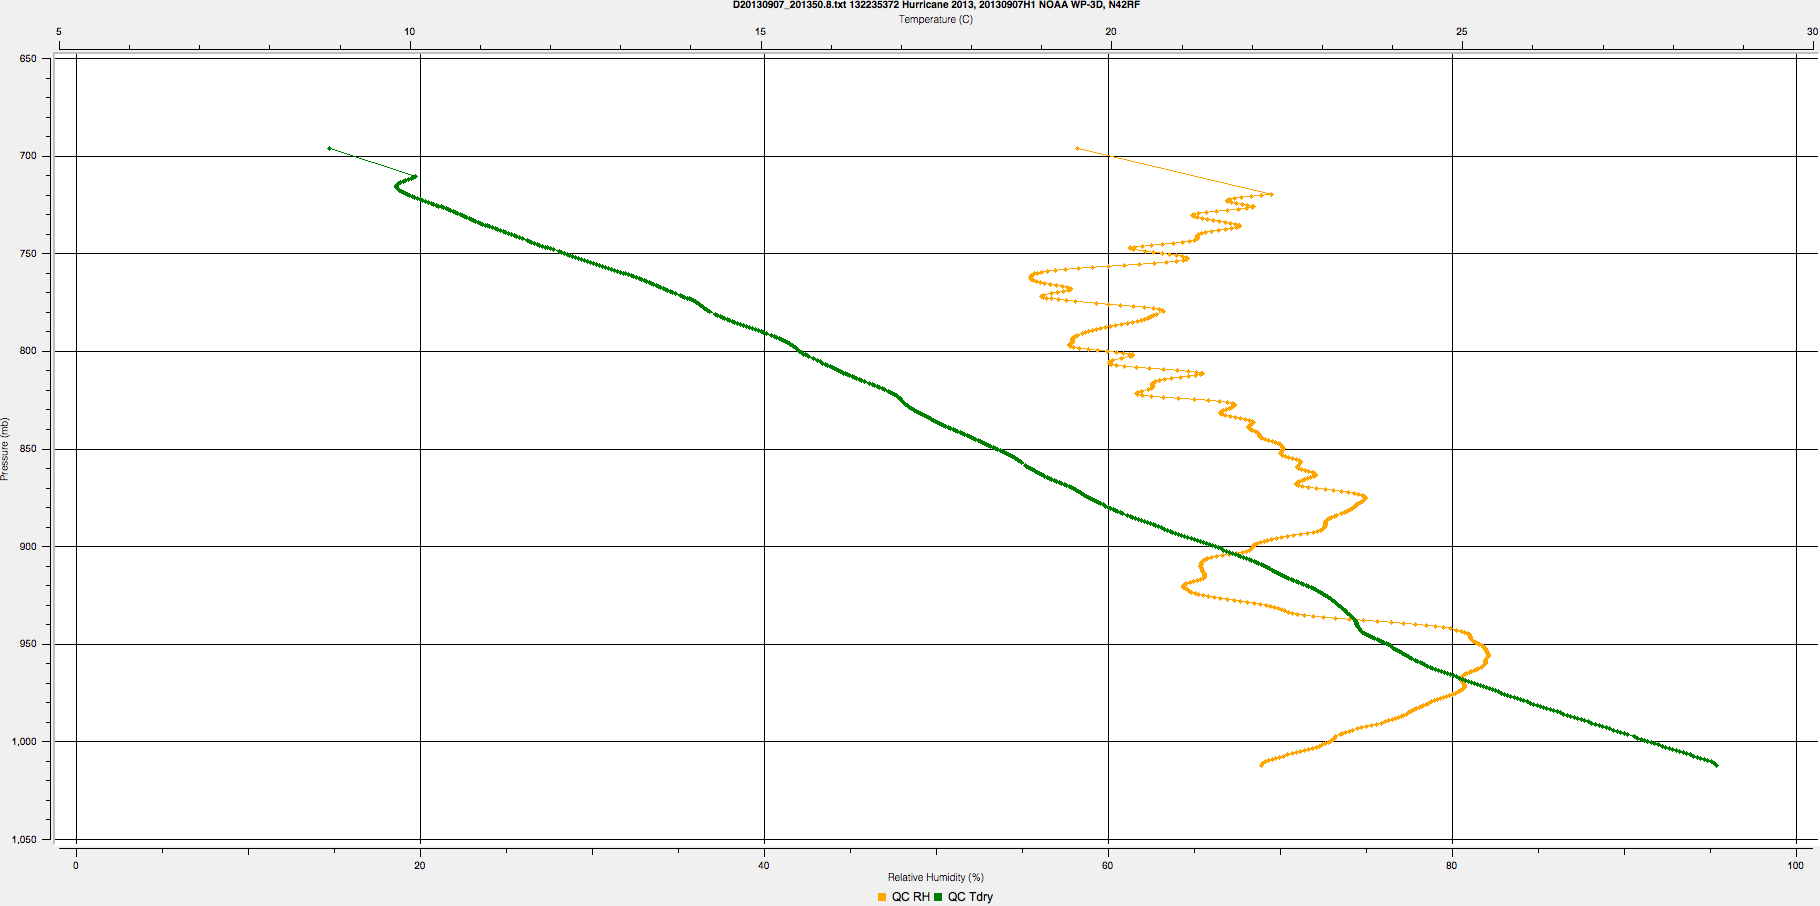 D20130907_201350.8.txt 132235372 Hurricane 2013, 20130907H1 NOAA WP-3D, N42RF
Temperature (C)
5 10 15 20 25 30
650
700
750
800
850
900
950
1,000
1,050
Pressure (mb)
0 20 40 60 80 100
Relative Humidity (%)
QC RH QC Tdry